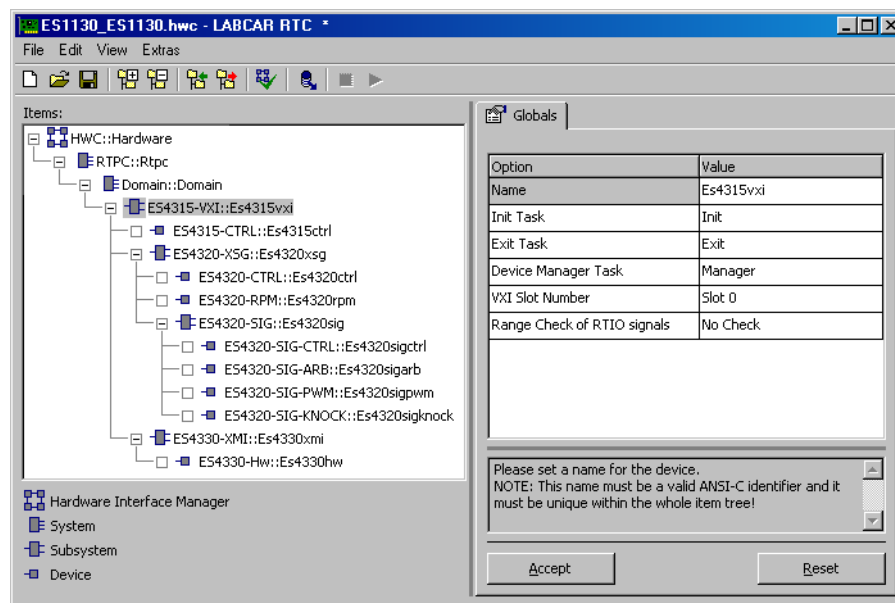 ES1130_ES1130.hwc - LABCAR RTC *
File Edit View Extras
Items:
HWC::Hardware
RTPC::Rtpc
Domain::Domain
ES4315-VXI::Es4315vxi
ES4315-CTRL::Es4315ctrl
ES4320-XSG::Es4320xsg
ES4320-CTRL::Es4320ctrl
ES4320-RPM::Es4320rpm
ES4320-SIG::Es4320sig
ES4320-SIG-CTRL::Es4320sigctrl
ES4320-SIG-ARB::Es4320sigarb
ES4320-SIG-PWM::Es4320sigpwm
ES4320-SIG-KNOCK::Es4320sigknock
ES4330-XMI::Es4330xmi
ES4330-Hw::Es4330hw
Hardware Interface Manager
System
Subsystem
Device
Globals
Option Value
Name Es4315vxi
Init Task Init
Exit Task Exit
Device Manager Task Manager
VXI Slot Number Slot 0
Range Check of RTIO signals No Check
Please set a name for the device.
NOTE: This name must be a valid ANSI-C identifier and it
must be unique within the whole item tree!
Accept Reset